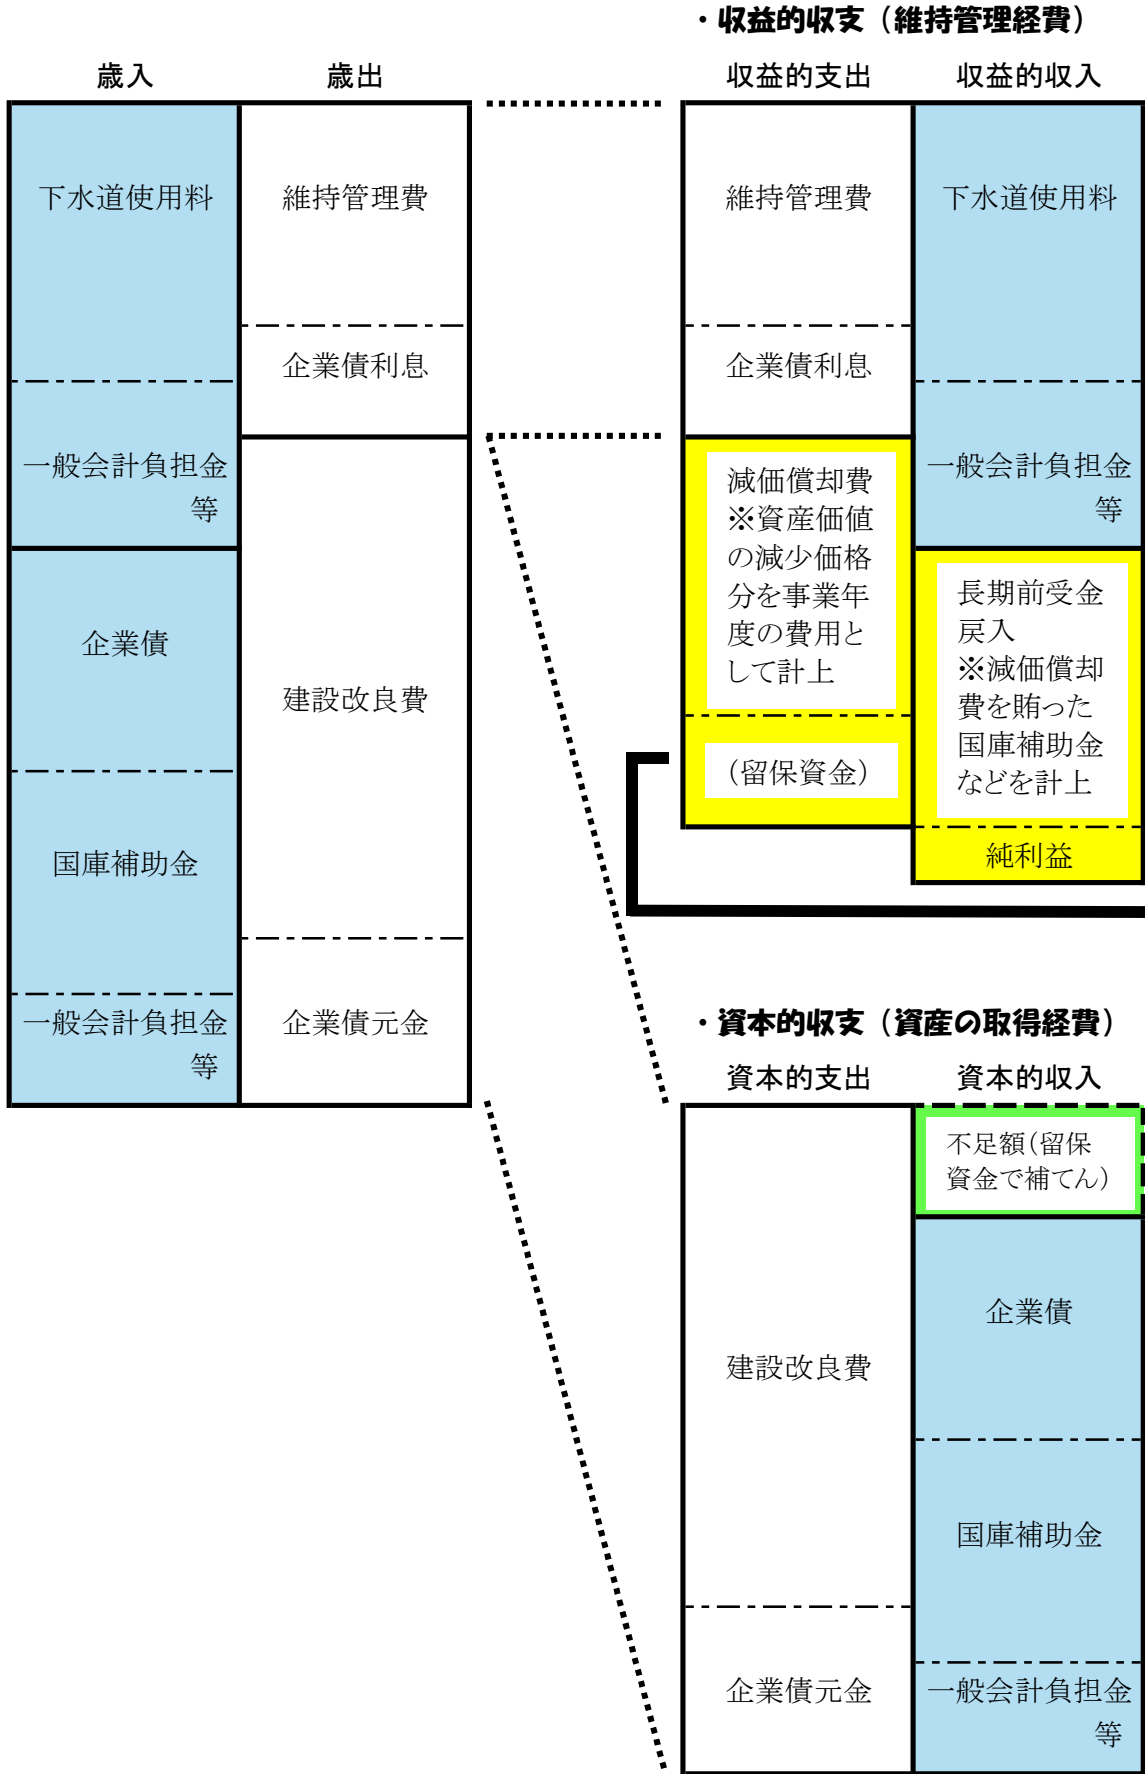 歳入
歳出
下水道使用料
維持管理費
企業債利息
一般会計負担金
等
企業債
建設改良費
国庫補助金
一般会計負担金
等
企業債元金
・収益的収支（維持管理経費）
収益的支出
収益的収入
維持管理費
下水道使用料
企業債利息
一般会計負担金
等
減価償却費
※資産価値
の減少価格
分を事業年
度の費用と
して計上
（留保資金）
長期前受金
戻入
※減価償却
費を賄った
国庫補助金
などを計上
純利益
・資本的収支（資産の取得経費）
資本的支出
資本的収入
不足額（留保
資金で補てん）
建設改良費
企業債
国庫補助金
企業債元金
一般会計負担金
等